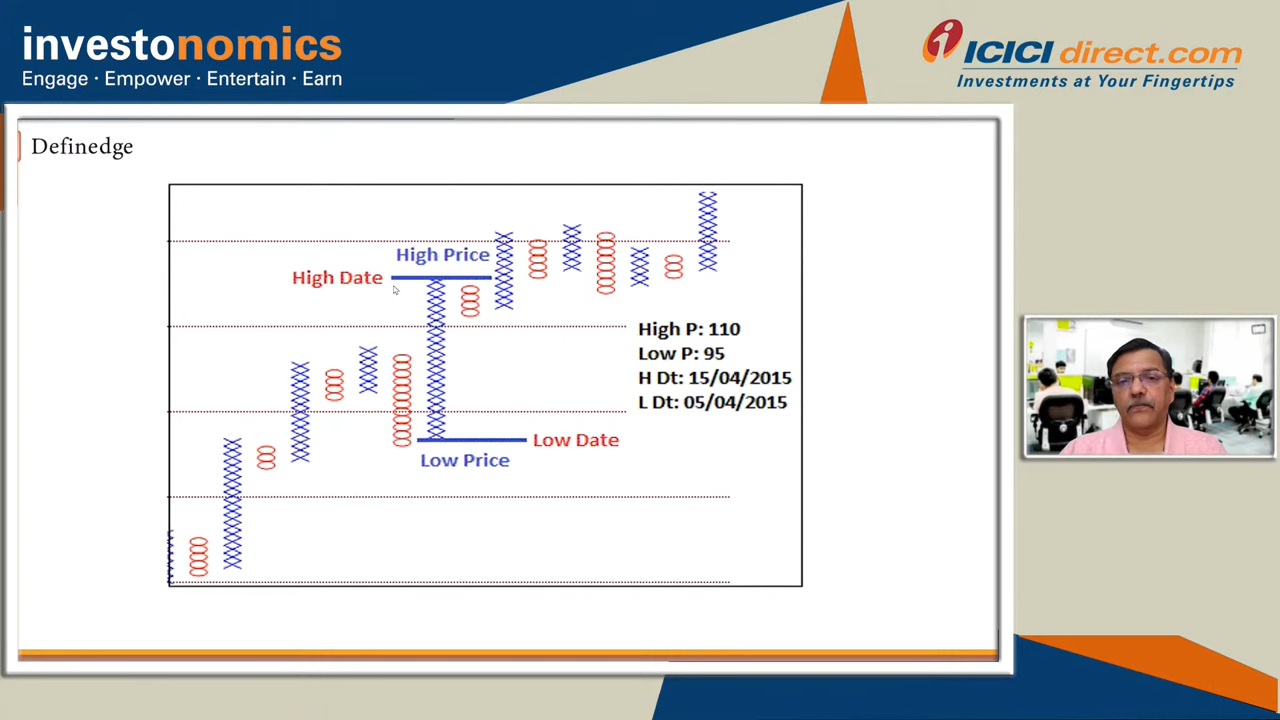 investonomics
Engage · Empower · Entertain · Earn
ICICI direct.com
Investments at Your Fingertips
Definedge
High Price
High Date
High P: 110
Low P: 95
H Dt: 15/04/2015
L Dt: 05/04/2015
Low Date
Low Price